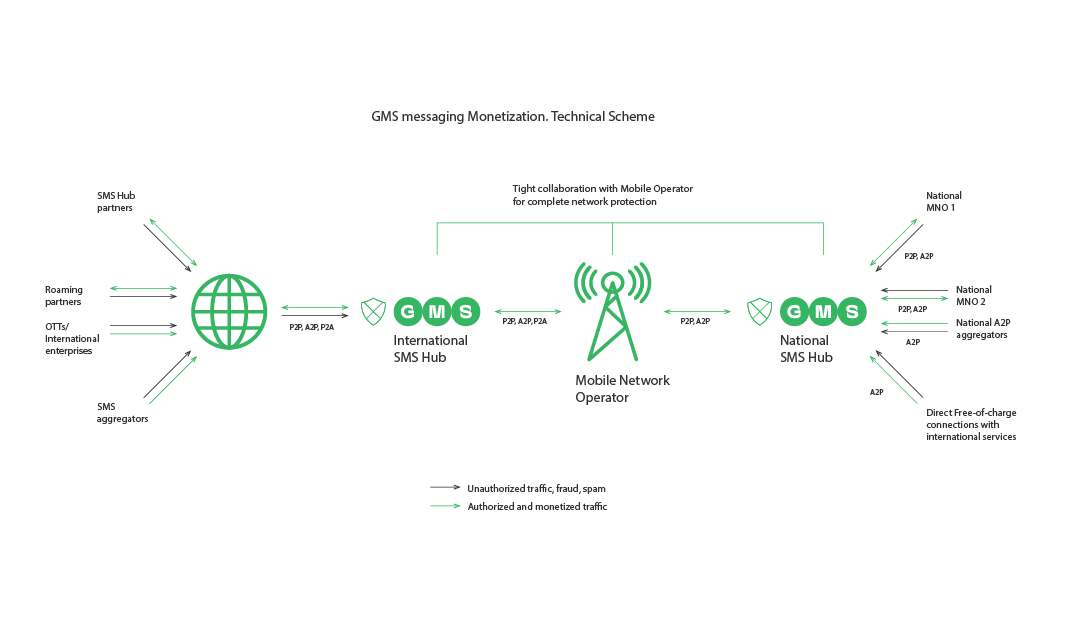 GMS messaging Monetization. Technical Scheme
Tight collaboration with Mobile Operator
for complete network protection
SMS Hub
partners
Roaming
partners
OTTs/
International
enterprises
SMS
aggregators
P2P, A2P, P2A
GMS
International
SMS Hub
P2P, A2P, P2A
Mobile Network
Operator
P2P, A2P
GMS
National
SMS Hub
National
MNO 1
P2P, A2P
National
MNO 2
P2P, A2P
National A2P
aggregators
A2P
A2P
Direct Free-of-charge
connections with
international services
Unauthorized traffic, fraud, spam
Authorized and monetized traffic